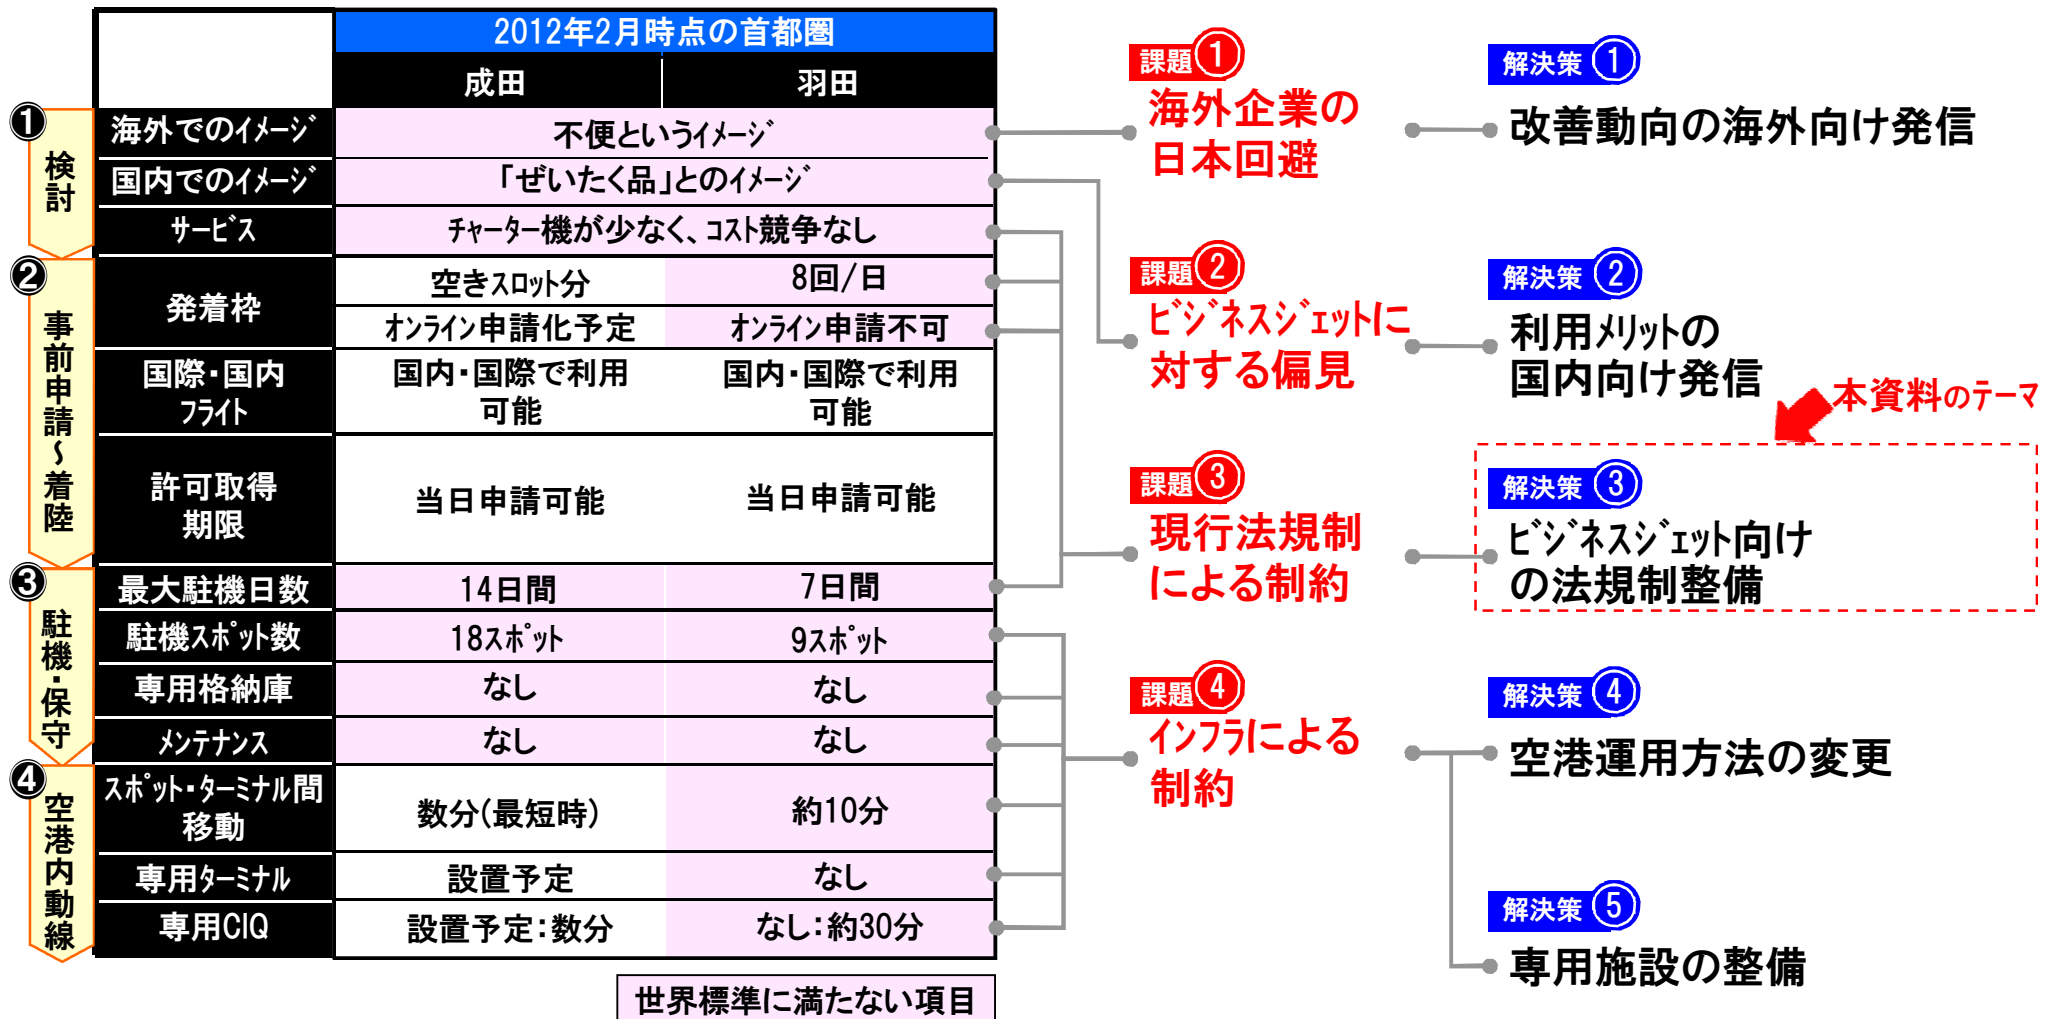 2012年2月時点の首都圏
成田
羽田
①
検討
海外でのイメージ
不便というイメージ
国内でのイメージ
「ぜいたく品」とのイメージ
サービス
チャーター機が少なく、コスト競争なし
②
事前申請～着陸
発着枠
空きスロット分
8回/日
オンライン申請化予定
オンライン申請不可
国際・国内
フライト
国内・国際で利用
可能
国内・国際で利用
可能
許可取得
期限
当日申請可能
当日申請可能
③
駐機・保守
最大駐機日数
14日間
7日間
駐機スポット数
18スポット
9スポット
専用格納庫
なし
なし
メンテナンス
なし
なし
④
空港内動線
スポット・ターミナル間
移動
数分(最短時)
約10分
専用ターミナル
設置予定
なし
専用CIQ
設置予定：数分
なし：約30分
世界標準に満たない項目
課題①
海外企業の
日本回避
解決策①
改善動向の海外向け発信
課題②
ビジネスジェットに
対する偏見
解決策②
利用メリットの
国内向け発信
本資料のテーマ
課題③
現行法規制
による制約
解決策③
ビジネスジェット向け
の法規制整備
課題④
インフラによる
制約
解決策④
空港運用方法の変更
解決策⑤
専用施設の整備